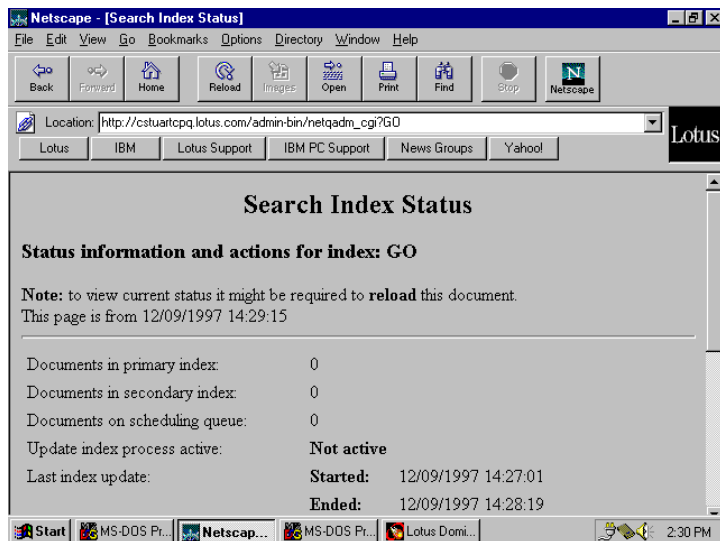 Netscape - [Search Index Status]
File Edit View Go Bookmarks Options Directory Window Help
Back Forward Home Reload Images Open Print Find Stop Netscape
N
Location: http://cstuartcpq.lotus.com/admin-bin/netqadm_cgi?GO
Lotus
Lotus IBM Lotus Support IBM PC Support News Groups Yahoo!
Search Index Status
Status information and actions for index: GO
Note: to view current status it might be required to reload this document.
This page is from 12/09/1997 14:29:15
Documents in primary index: 0
Documents in secondary index: 0
Documents on scheduling queue: 0
Update index process active: Not active
Last index update: Started: 12/09/1997 14:27:01
Ended: 12/09/1997 14:28:19
Start MS-DOS Pr... Netscap... MS-DOS Pr... Lotus Domi... 2:30 PM